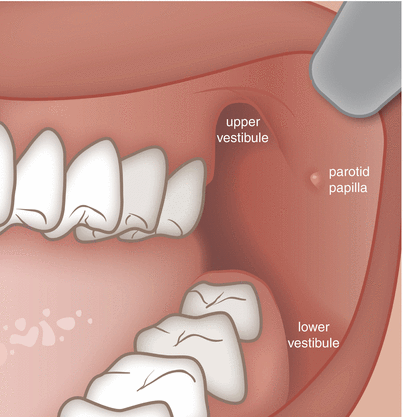 upper
vestibule
parotid
papilla
lower
vestibule